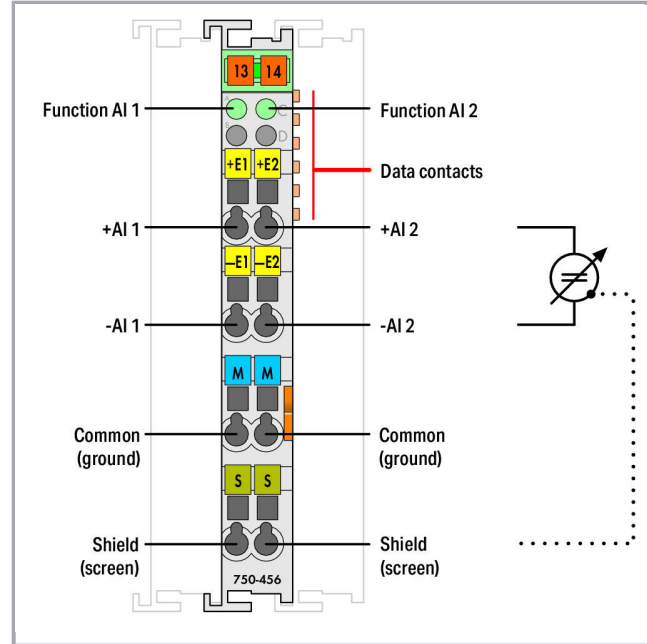 13 14
Function AI 1
A
C
Function AI 2
B
D
+E1 +E2
Data contacts
+AI 1
+AI 2
–E1 –E2
-AI 1
-AI 2
M M
Common
(ground)
Common
(ground)
S S
Shield
(screen)
Shield
(screen)
750-456